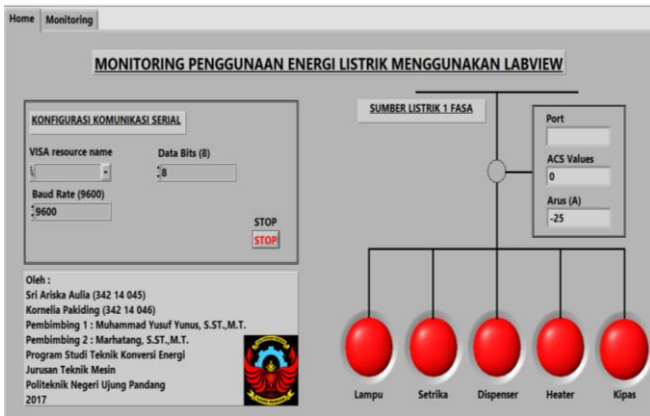 Home Monitoring
MONITORING PENGGUNAAN ENERGI LISTRIK MENGGUNAKAN LABVIEW
KONFIGURASI KOMUNIKASI SERIAL
VISA resource name
Data Bits (8)
8
Baud Rate (9600)
9600
STOP
STOP
SUMBER LISTRIK 1 FASA
Port
ACS Values
0
Arus (A)
-25
Oleh :
Sri Ariska Aulia (342 14 045)
Kornelia Pakiding (342 14 046)
Pembimbing 1 : Muhammad Yusuf Yunus, S.ST.,M.T.
Pembimbing 2 : Marhatang, S.ST.,M.T.
Program Studi Teknik Konversi Energi
Jurusan Teknik Mesin
Politeknik Negeri Ujung Pandang
2017
Lampu Setrika Dispenser Heater Kipas